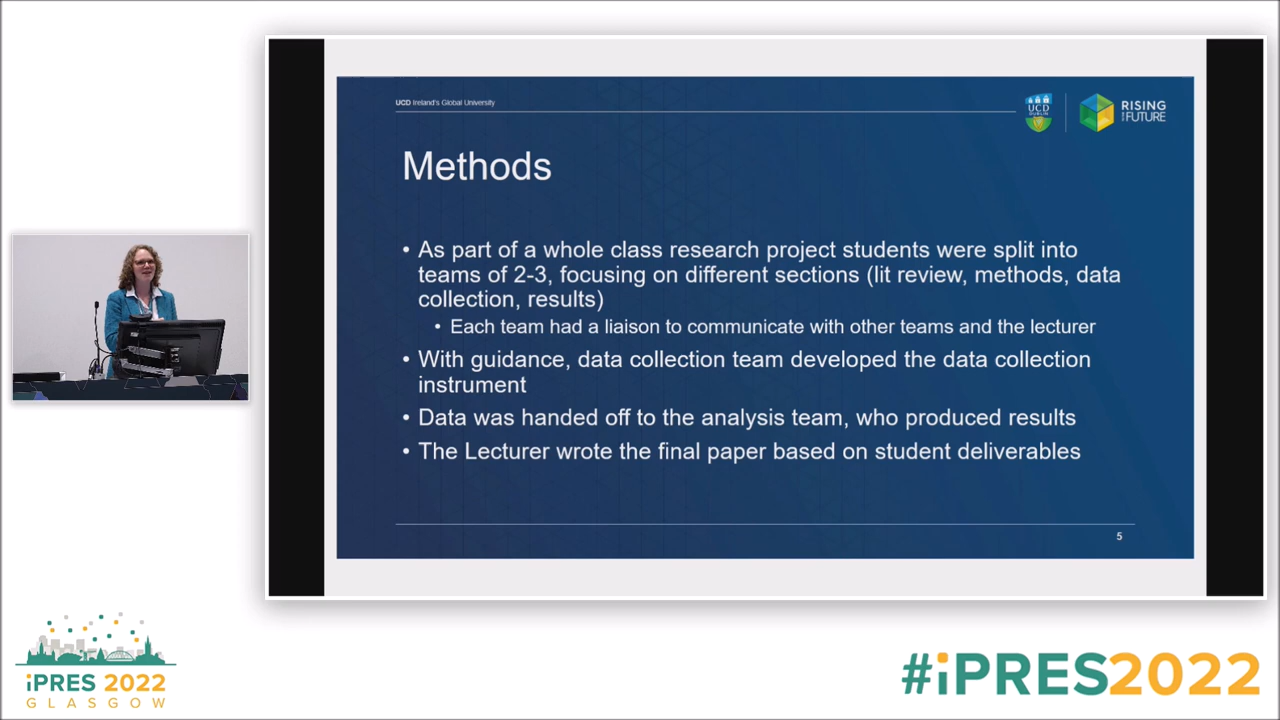 UCD Ireland's Global University
UCD
DUBLIN
RISING
TO THE
FUTURE
Methods
• As part of a whole class research project students were split into
teams of 2-3, focusing on different sections (lit review, methods, data
collection, results)
• Each team had a liaison to communicate with other teams and the lecturer
• With guidance, data collection team developed the data collection
instrument
• Data was handed off to the analysis team, who produced results
• The Lecturer wrote the final paper based on student deliverables
5
iPRES 2022
GLASGOW
#iPRES2022